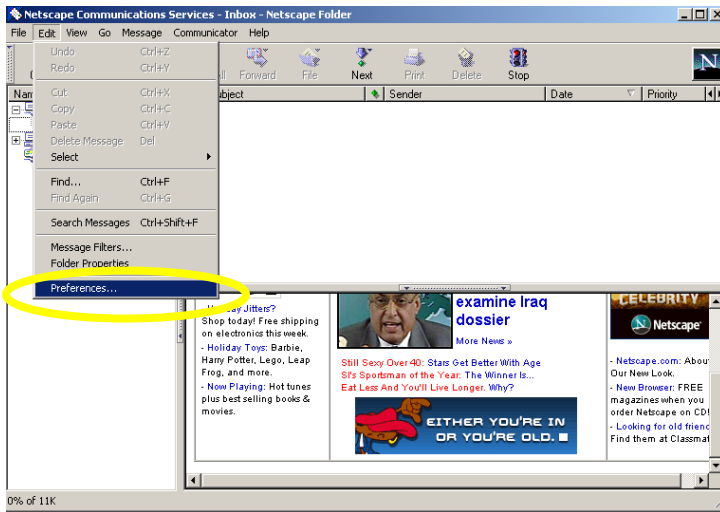 Netscape Communications Services - Inbox - Netscape Folder
File Edit View Go Message Communicator Help
Undo Ctrl+Z
Redo Ctrl+Y
Cut Ctrl+X
Copy Ctrl+C
Paste Ctrl+V
Delete Message Del
Select
Find... Ctrl+F
Find Again Ctrl+G
Search Messages Ctrl+Shift+F
Message Filters...
Folder Properties
Preferences...
Forward File Next Print Delete Stop
N
Sender Date Priority
Shop today! Free shipping
on electronics this week.
- Holiday Toys: Barbie,
Harry Potter, Lego, Leap
Frog, and more.
- Now Playing: Hot tunes
plus best selling books &
movies.
examine Iraq
dossier
More News »
Still Sexy Over 40: Stars Get Better With Age
SI's Sportsman of the Year: The Winner Is...
Eat Less And You'll Live Longer. Why?
EITHER YOU'RE IN
OR YOU'RE OLD.
CELEBRITY
N Netscape
- Netscape.com: About
Our New Look.
- New Browser: FREE
magazines when you
order Netscape on CD!
- Looking for old friend
Find them at Classmat
0% of 11K